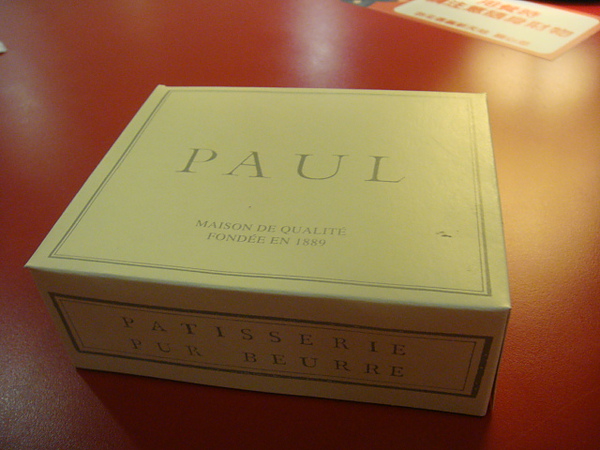 PAUL
MAISON DE QUALITÉ
FONDÉE EN 1889
PATISSERIE
PUR BEURRE